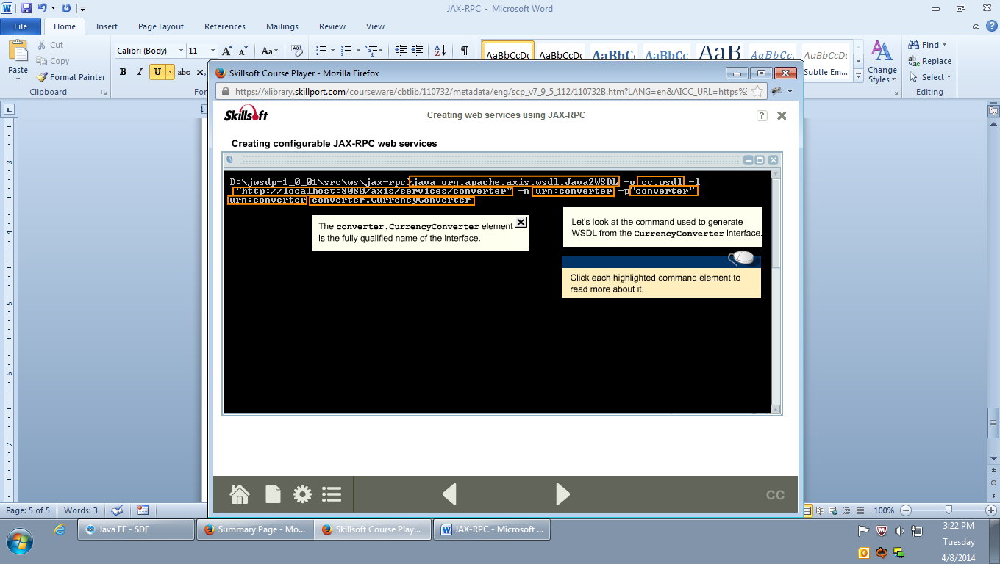 JAX-RPC - Microsoft Word
File Home Insert Page Layout References Mailings Review View
Paste
Cut
Copy
Format Painter
Clipboard
Calibri (Body) 11
B I U abc
AaBbCcDc AaBbCcDc AaBbC AaBbCc AaB AaBbCc. AaBbCcDc
Subtle Em...
Change
Styles
Find
Replace
Select
Editing
Skillsoft Course Player - Mozilla Firefox
https://xlibrary.skillport.com/courseware/cbtlib/110732/metadata/eng/scp_v7_9_5_112/110732B.htm?LANG=en&AICC_URL=https%
Skillsoft
Creating web services using JAX-RPC
Creating configurable JAX-RPC web services
D:\jwsdp-1_0_01\src\ws\jax-rpc>java org.apache.axis.wsdl.Java2WSDL -o cc.wsdl -l
"http://localhost:8080/axis/services/converter" -n urn:converter -p"converter"
urn:converter converter.CurrencyConverter
The converter.CurrencyConverter element
is the fully qualified name of the interface.
Let's look at the command used to generate
WSDL from the CurrencyConverter interface.
Click each highlighted command element to
read more about it.
CC
Page: 5 of 5 Words: 3 100%
Java EE - SDE
Summary Page - Mo...
Skillsoft Course Play...
JAX-RPC - Microsoft ...
3:22 PM
Tuesday
4/8/2014